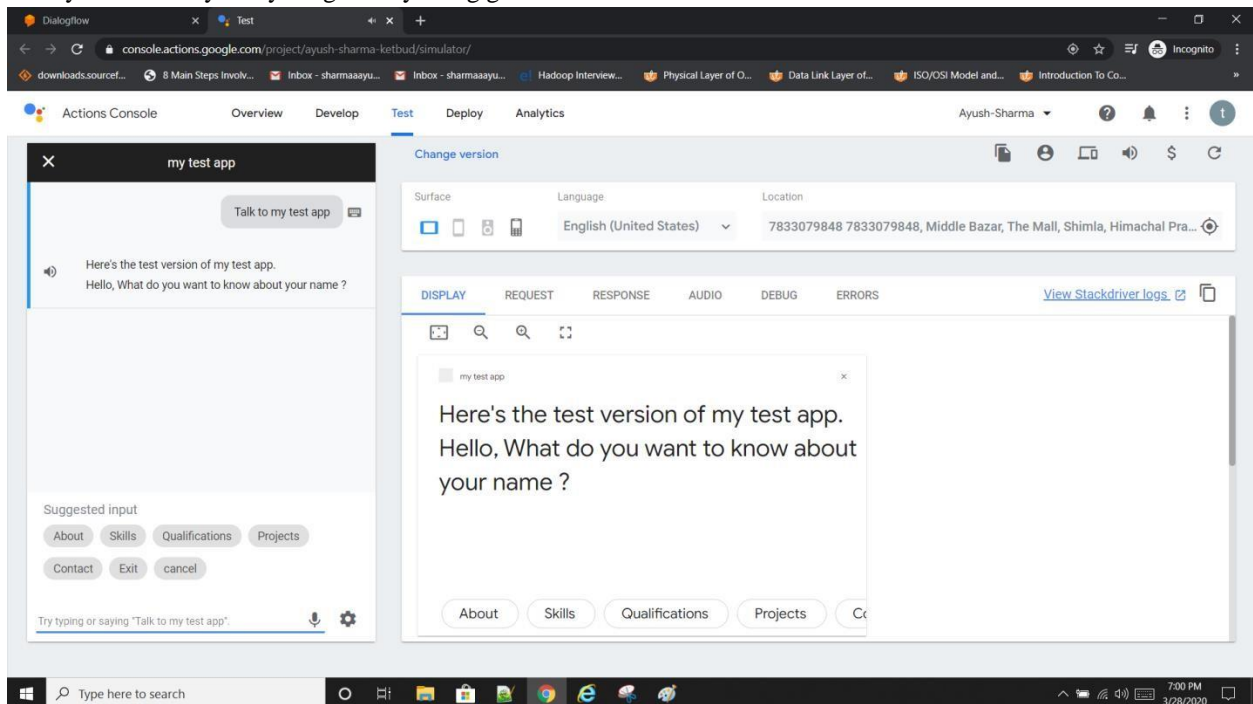 Dialogflow
Test
console.actions.google.com/project/ayush-sharma-ketbud/simulator/
Incognito
downloads.sourcef...
8 Main Steps Involv...
Inbox - sharmaaayu...
Inbox - sharmaaayu...
Hadoop Interview...
Physical Layer of O...
Data Link Layer of...
ISO/OSI Model and...
Introduction To Co...
Actions Console
Overview
Develop
Test
Deploy
Analytics
Ayush-Sharma
t
my test app
Talk to my test app
Here's the test version of my test app.
Hello, What do you want to know about your name ?
Suggested input
About
Skills
Qualifications
Projects
Contact
Exit
cancel
Try typing or saying "Talk to my test app".
Change version
Surface
Language
Location
English (United States)
7833079848 7833079848, Middle Bazar, The Mall, Shimla, Himachal Pra...
DISPLAY
REQUEST
RESPONSE
AUDIO
DEBUG
ERRORS
View Stackdriver logs
my test app
Here's the test version of my test app.
Hello, What do you want to know about
your name ?
About
Skills
Qualifications
Projects
Type here to search
7:00 PM
3/28/2020